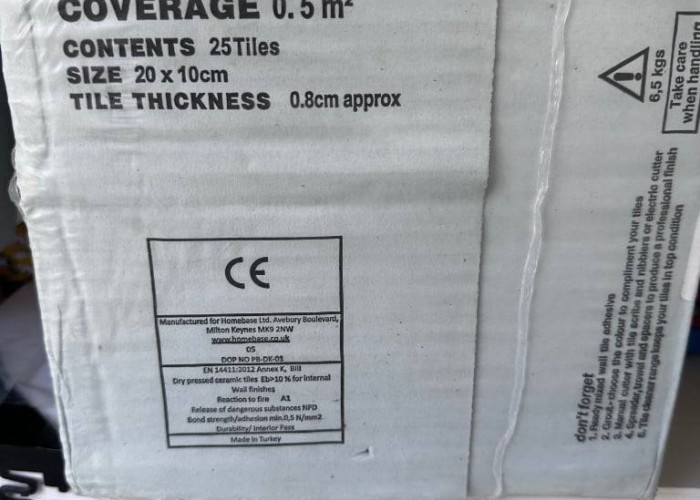 COVERAGE 0.5 m²
CONTENTS 25Tiles
SIZE 20 x 10cm
TILE THICKNESS 0.8cm approx
CE
Manufactured for Homebase Ltd. Avebury Boulevard,
Milton Keynes MK9 2NW
www.homebase.co.uk
05
DOP NO PB-DK-01
EN 14411:2012 Annex K, BIII
Dry pressed ceramic tiles Eb>10 % for internal
Wall finishes
Reaction to fire A1
Release of dangerous substances NPD
Bond strength/adhesion min.0,5 N/mm2
Durability/ Interior Pass
Made in Turkey
6,5 kgs
Take care
when handling
don't forget
1. Ready mixed wall tile adhesive
2. Grout-choose the colour to compliment your tiles
3. Manual cutter with tile scribe and nibblers or electric cutter
4. Spreader, trowel and spacers to produce a professional finish
5. Tile cleaner range keeps your tiles in top condition